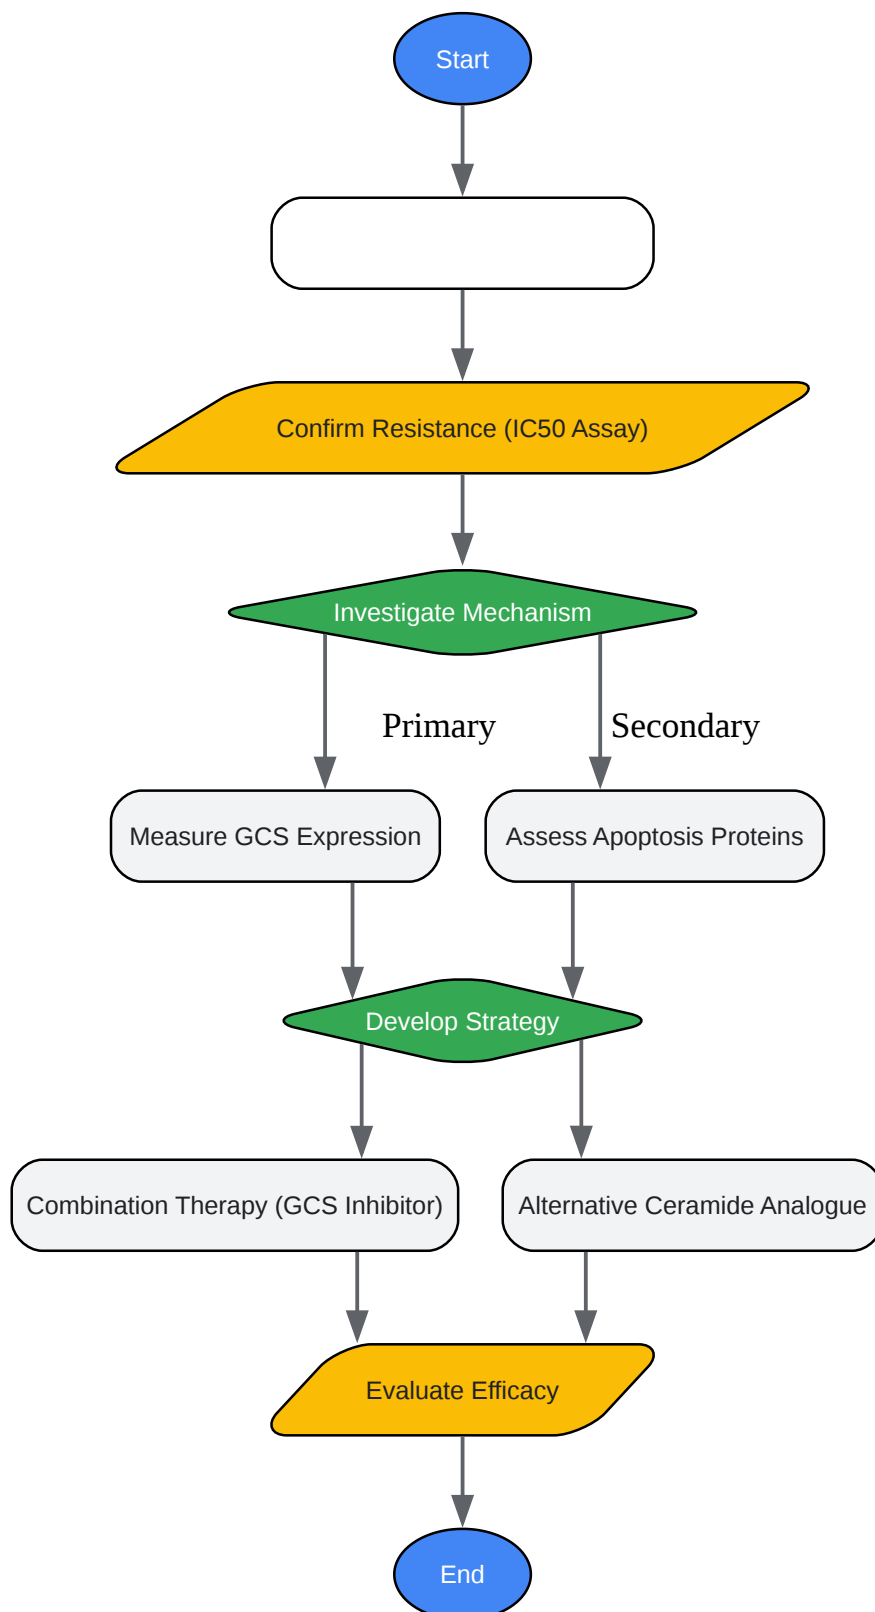 Start
Confirm Resistance (IC50 Assay)
Investigate Mechanism
Primary
Secondary
Measure GCS Expression
Assess Apoptosis Proteins
Develop Strategy
Combination Therapy (GCS Inhibitor)
Alternative Ceramide Analogue
Evaluate Efficacy
End